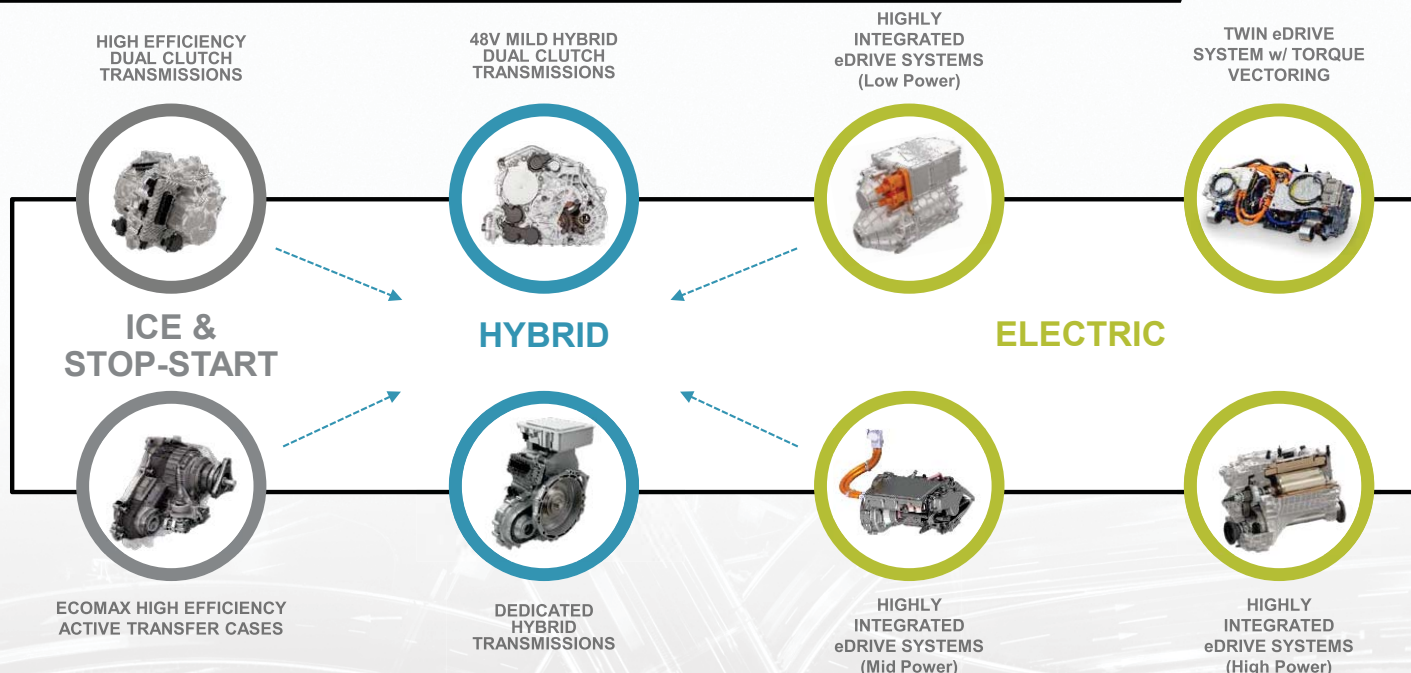 HIGH EFFICIENCY
DUAL CLUTCH
TRANSMISSIONS
48V MILD HYBRID
DUAL CLUTCH
TRANSMISSIONS
HIGHLY
INTEGRATED
eDRIVE SYSTEMS
(Low Power)
TWIN eDRIVE
SYSTEM w/ TORQUE
VECTORING
ICE &
STOP-START
HYBRID
ELECTRIC
ECOMAX HIGH EFFICIENCY
ACTIVE TRANSFER CASES
DEDICATED
HYBRID
TRANSMISSIONS
HIGHLY
INTEGRATED
eDRIVE SYSTEMS
(Mid Power)
HIGHLY
INTEGRATED
eDRIVE SYSTEMS
(High Power)